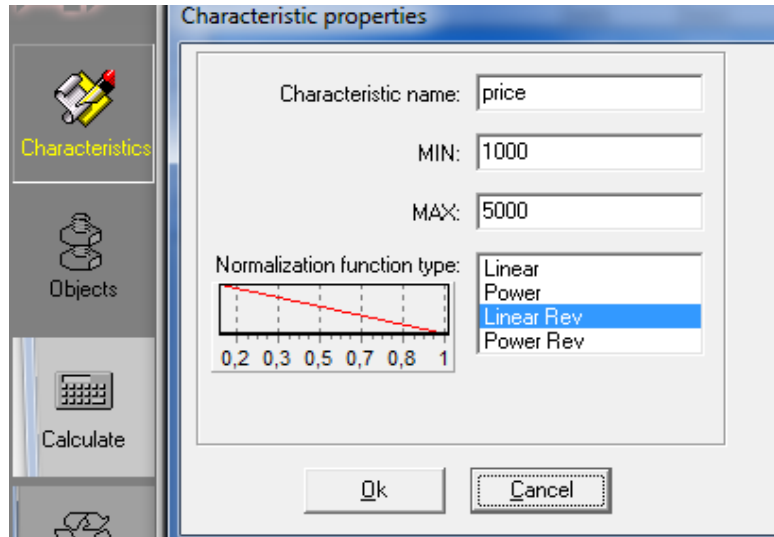 Characteristic properties
Characteristics
Objects
Calculate
Characteristic name: price
MIN: 1000
MAX: 5000
Normalization function type:
Linear
Power
Linear Rev
Power Rev
0,2 0,3 0,5 0,7 0,8 1
Ok Cancel